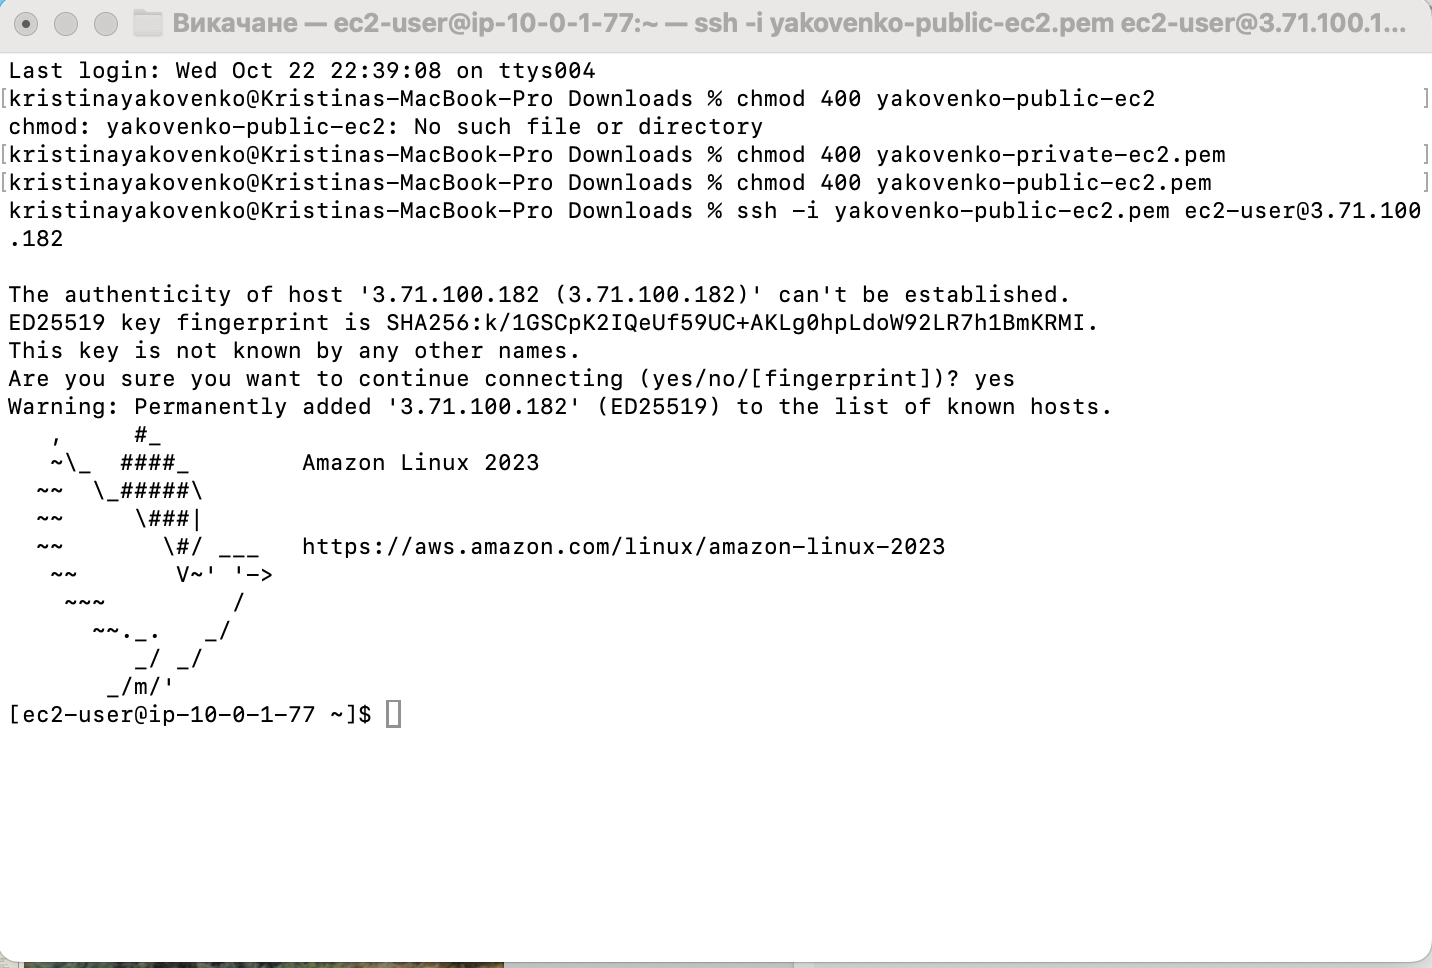 Викачане — ec2-user@ip-10-0-1-77:~ — ssh -i yakovenko-public-ec2.pem ec2-user@3.71.100.1...
Last login: Wed Oct 22 22:39:08 on ttys004
[kristinayakovenko@Kristinas-MacBook-Pro Downloads % chmod 400 yakovenko-public-ec2 ]
chmod: yakovenko-public-ec2: No such file or directory
[kristinayakovenko@Kristinas-MacBook-Pro Downloads % chmod 400 yakovenko-private-ec2.pem ]
[kristinayakovenko@Kristinas-MacBook-Pro Downloads % chmod 400 yakovenko-public-ec2.pem ]
kristinayakovenko@Kristinas-MacBook-Pro Downloads % ssh -i yakovenko-public-ec2.pem ec2-user@3.71.100
.182
The authenticity of host '3.71.100.182 (3.71.100.182)' can't be established.
ED25519 key fingerprint is SHA256:k/1GSCpK2IQeUf59UC+AKLg0hpLdoW92LR7h1BmKRMI.
This key is not known by any other names.
Are you sure you want to continue connecting (yes/no/[fingerprint])? yes
Warning: Permanently added '3.71.100.182' (ED25519) to the list of known hosts.
   ,     #_
   ~\_  ####_        Amazon Linux 2023
  ~~  \_#####\
  ~~     \###|
  ~~       \#/ ___   https://aws.amazon.com/linux/amazon-linux-2023
   ~~       V~' '->
    ~~~         /
      ~~._.   _/
         _/ _/
       _/m/'
[ec2-user@ip-10-0-1-77 ~]$